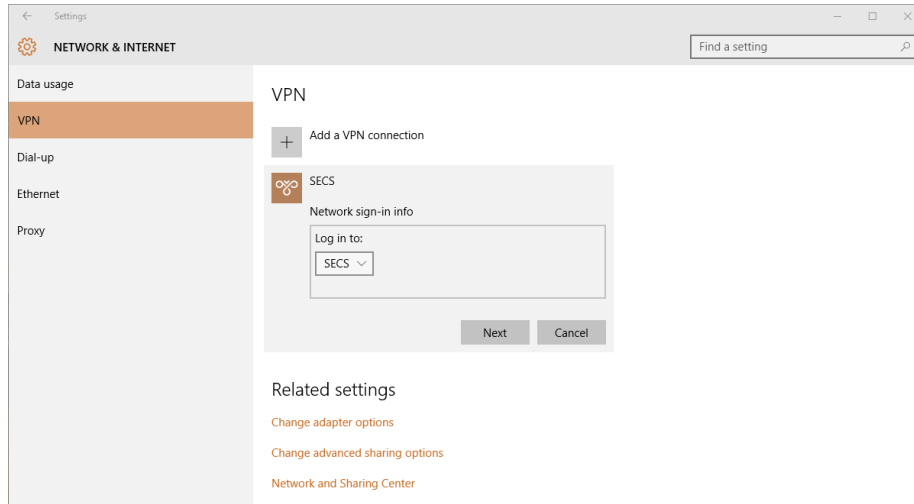 Settings
NETWORK & INTERNET
Find a setting
Data usage
VPN
Dial-up
Ethernet
Proxy
VPN
Add a VPN connection
SECS
Network sign-in info
Log in to:
SECS
Next Cancel
Related settings
Change adapter options
Change advanced sharing options
Network and Sharing Center